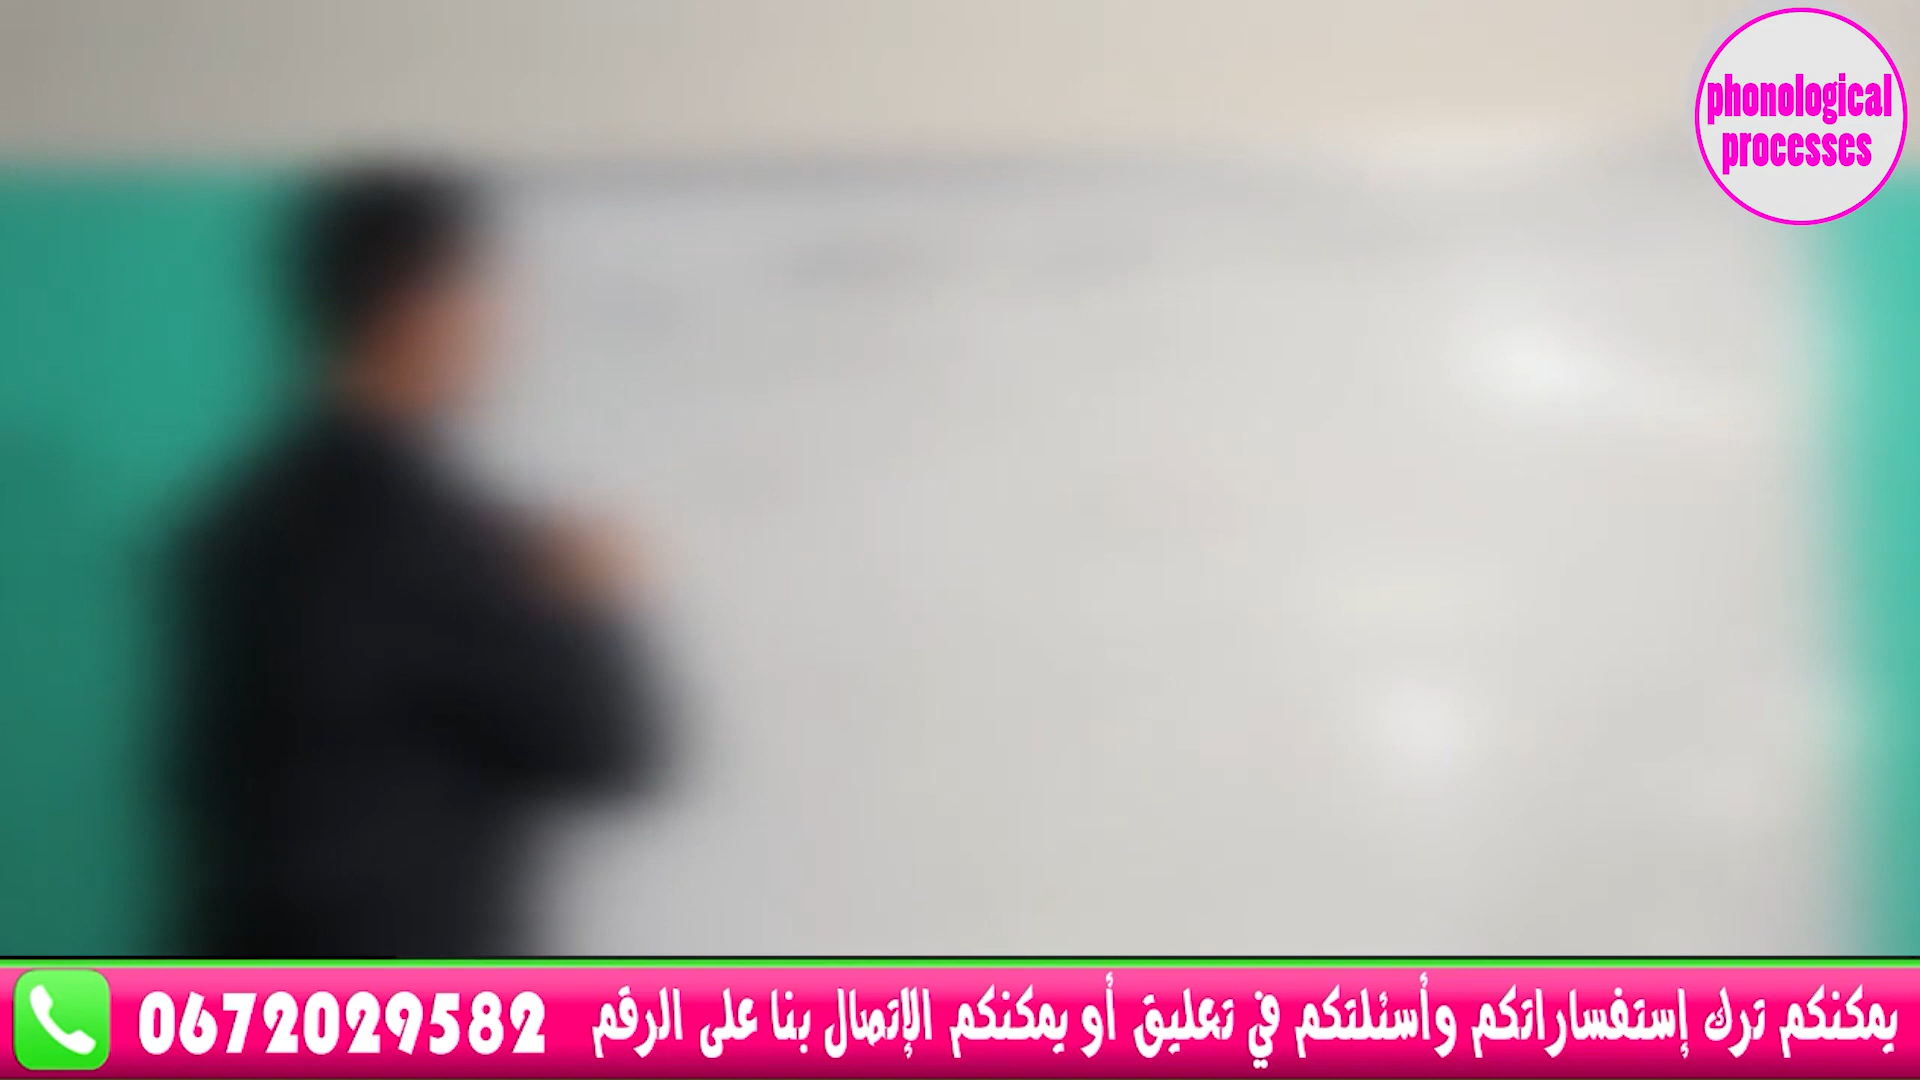 phonological
processes
يمكنكم ترك إستفساراتكم وأسئلتكم في تعليق أو يمكنكم الإتصال بنا على الرقم 0672029582